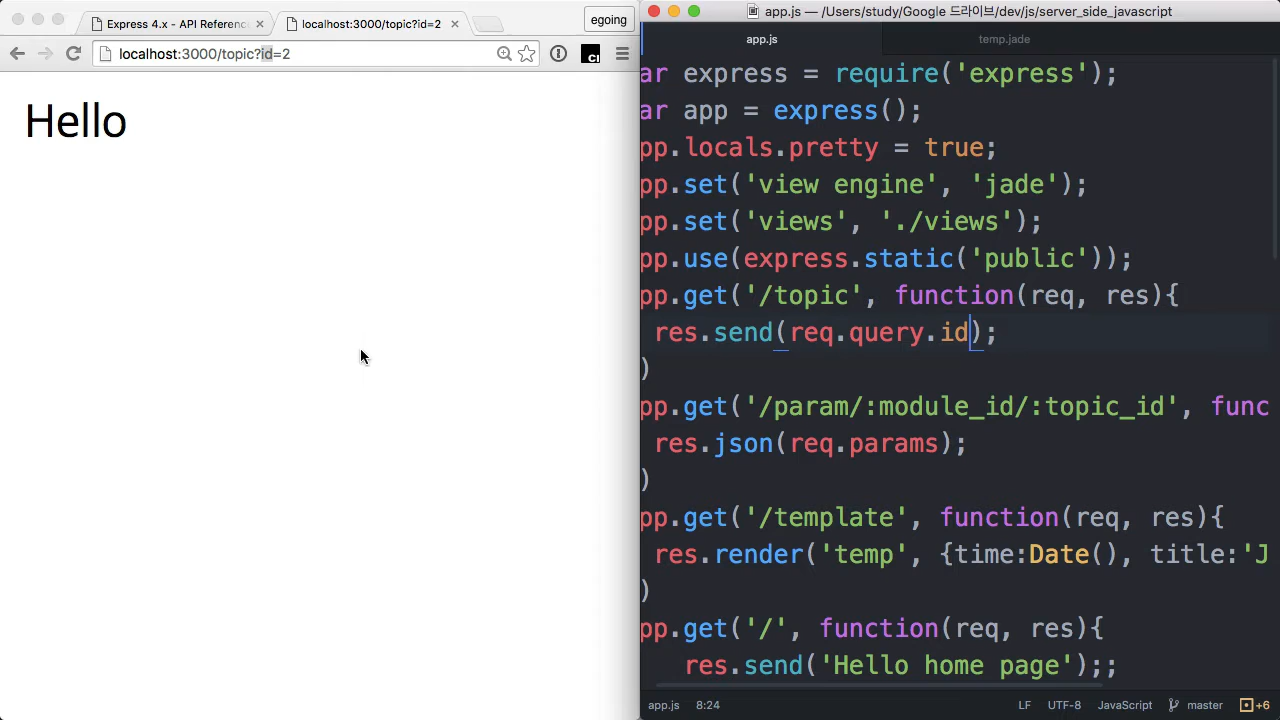 Express 4.x - API Referenc
localhost:3000/topic?id=2
egoing
localhost:3000/topic?id=2
Hello
app.js — /Users/study/Google 드라이브/dev/js/server_side_javascript
app.js
temp.jade
ar express = require('express');
ar app = express();
pp.locals.pretty = true;
pp.set('view engine', 'jade');
pp.set('views', './views');
pp.use(express.static('public'));
pp.get('/topic', function(req, res){
res.send(req.query.id);
)
pp.get('/param/:module_id/:topic_id', func
res.json(req.params);
)
pp.get('/template', function(req, res){
res.render('temp', {time:Date(), title:'J
)
pp.get('/', function(req, res){
res.send('Hello home page');;
app.js 8:24 LF UTF-8 JavaScript master +6